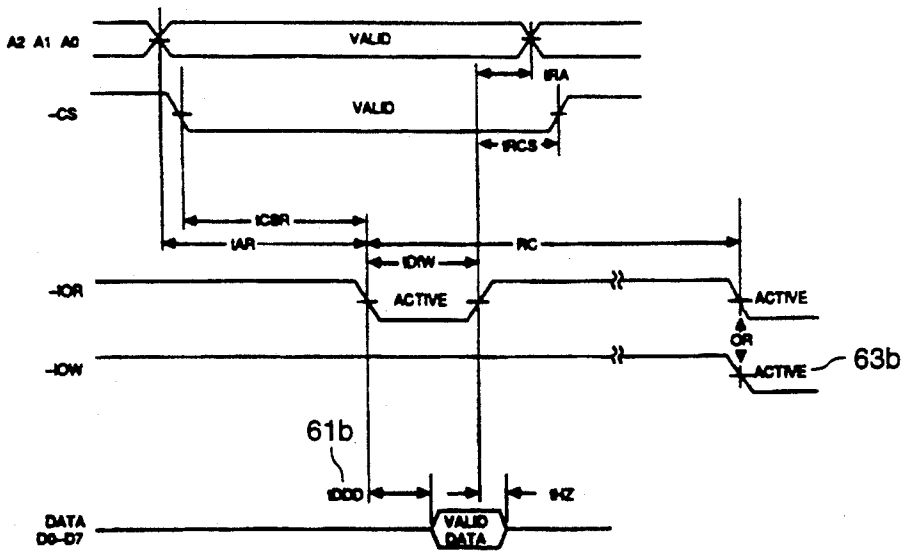 A2 A1 A0
VALID
tRA
-CS
VALID
tRCS
tCSR
tAR
RC
tDIW
-IOR
ACTIVE
ACTIVE
OR
-IOW
ACTIVE
63b
61b
tDDD
tHZ
DATA
D0-D7
VALID
DATA